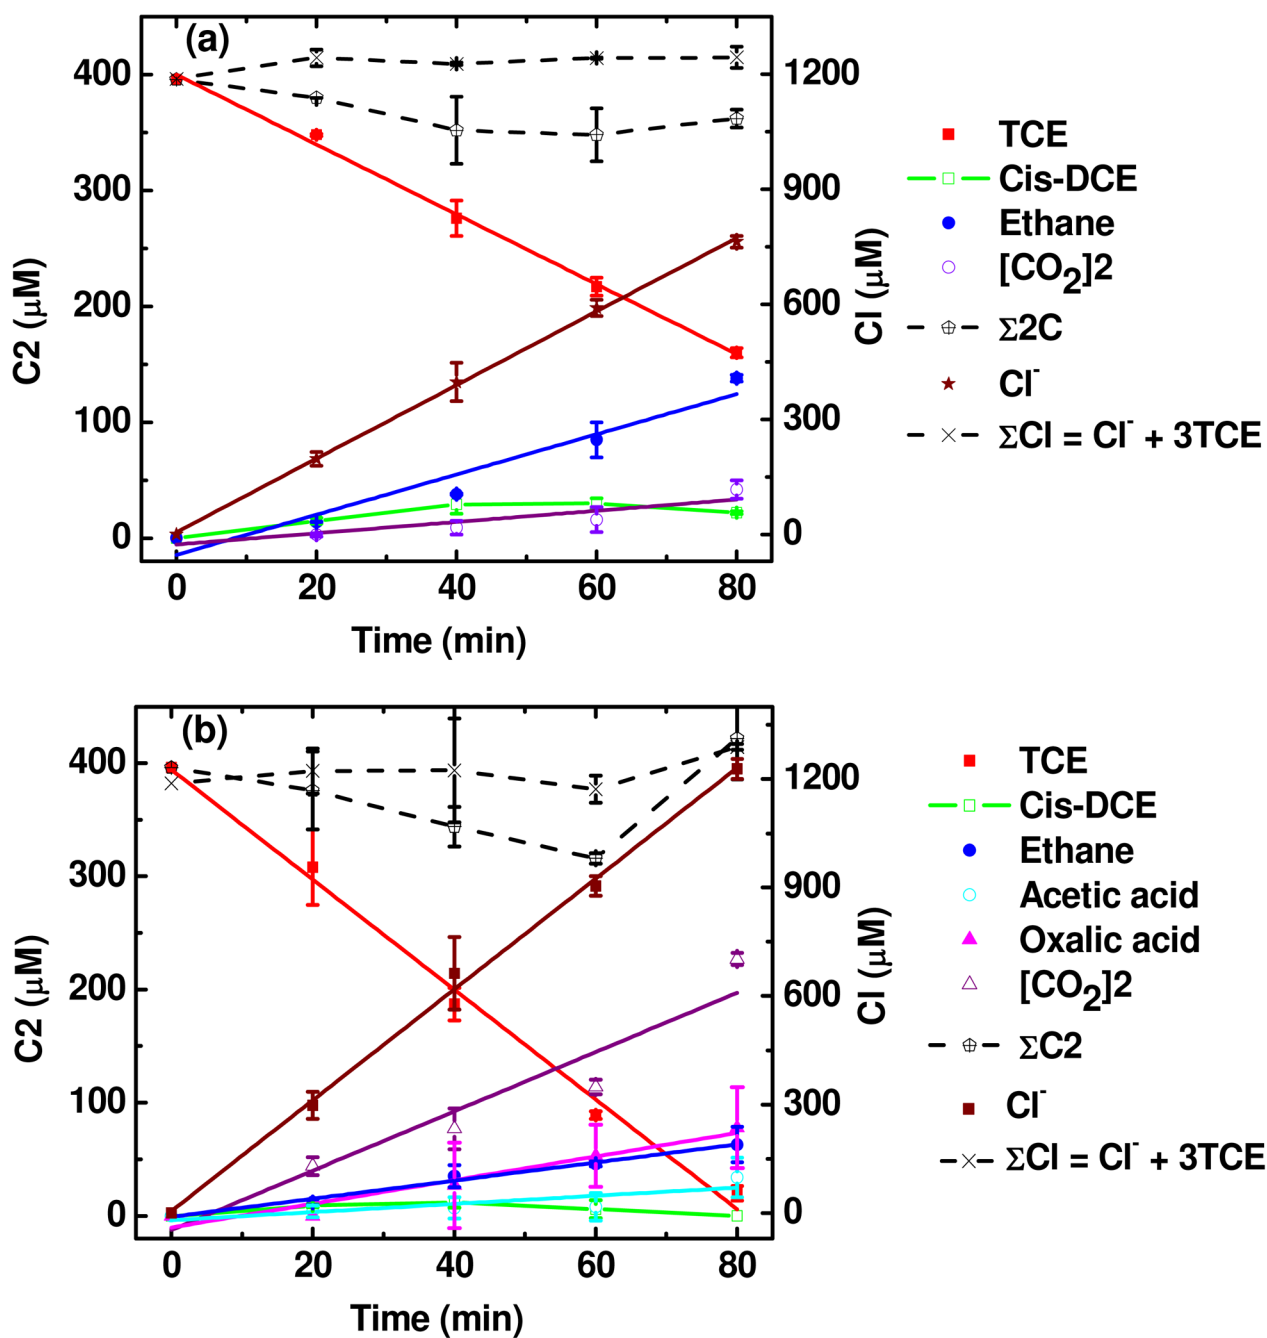 (a)
400
300
200
100
0
C2 (μM)
1200
900
600
300
0
Cl (μM)
0 20 40 60 80
Time (min)
TCE
Cis-DCE
Ethane
[CO2]2
Σ2C
Cl-
ΣCl = Cl- + 3TCE
(b)
400
300
200
100
0
C2 (μM)
1200
900
600
300
0
Cl (μM)
0 20 40 60 80
Time (min)
TCE
Cis-DCE
Ethane
Acetic acid
Oxalic acid
[CO2]2
ΣC2
Cl-
ΣCl = Cl- + 3TCE